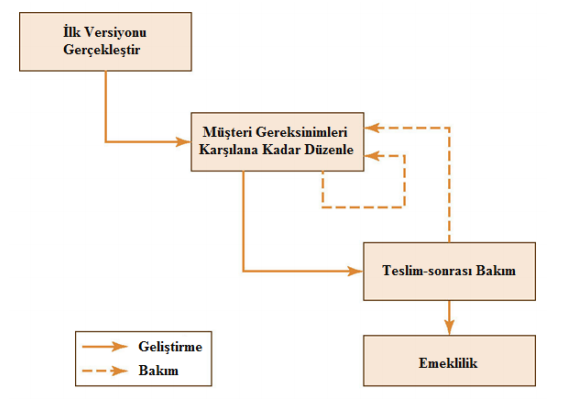 İlk Versiyonu
Gerçekleştir
Müşteri Gereksinimleri
Karşılana Kadar Düzenle
Teslim-sonrası Bakım
Emeklilik
Geliştirme
Bakım